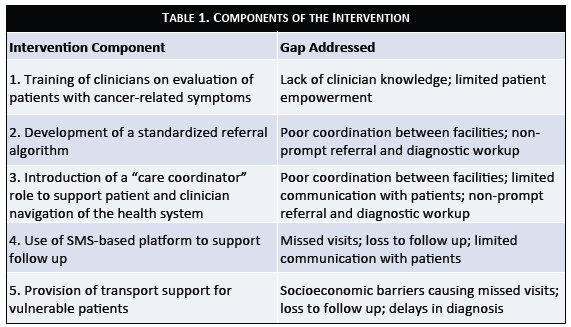 TABLE 1. COMPONENTS OF THE INTERVENTION
Intervention Component
Gap Addressed
1. Training of clinicians on evaluation of
patients with cancer-related symptoms
Lack of clinician knowledge; limited patient
empowerment
2. Development of a standardized referral
algorithm
Poor coordination between facilities; non-
prompt referral and diagnostic workup
3. Introduction of a “care coordinator”
role to support patient and clinician
navigation of the health system
Poor coordination between facilities; limited
communication with patients; non-prompt
referral and diagnostic workup
4. Use of SMS-based platform to support
follow up
Missed visits; loss to follow up; limited
communication with patients
5. Provision of transport support for
vulnerable patients
Socioeconomic barriers causing missed visits;
loss to follow up; delays in diagnosis